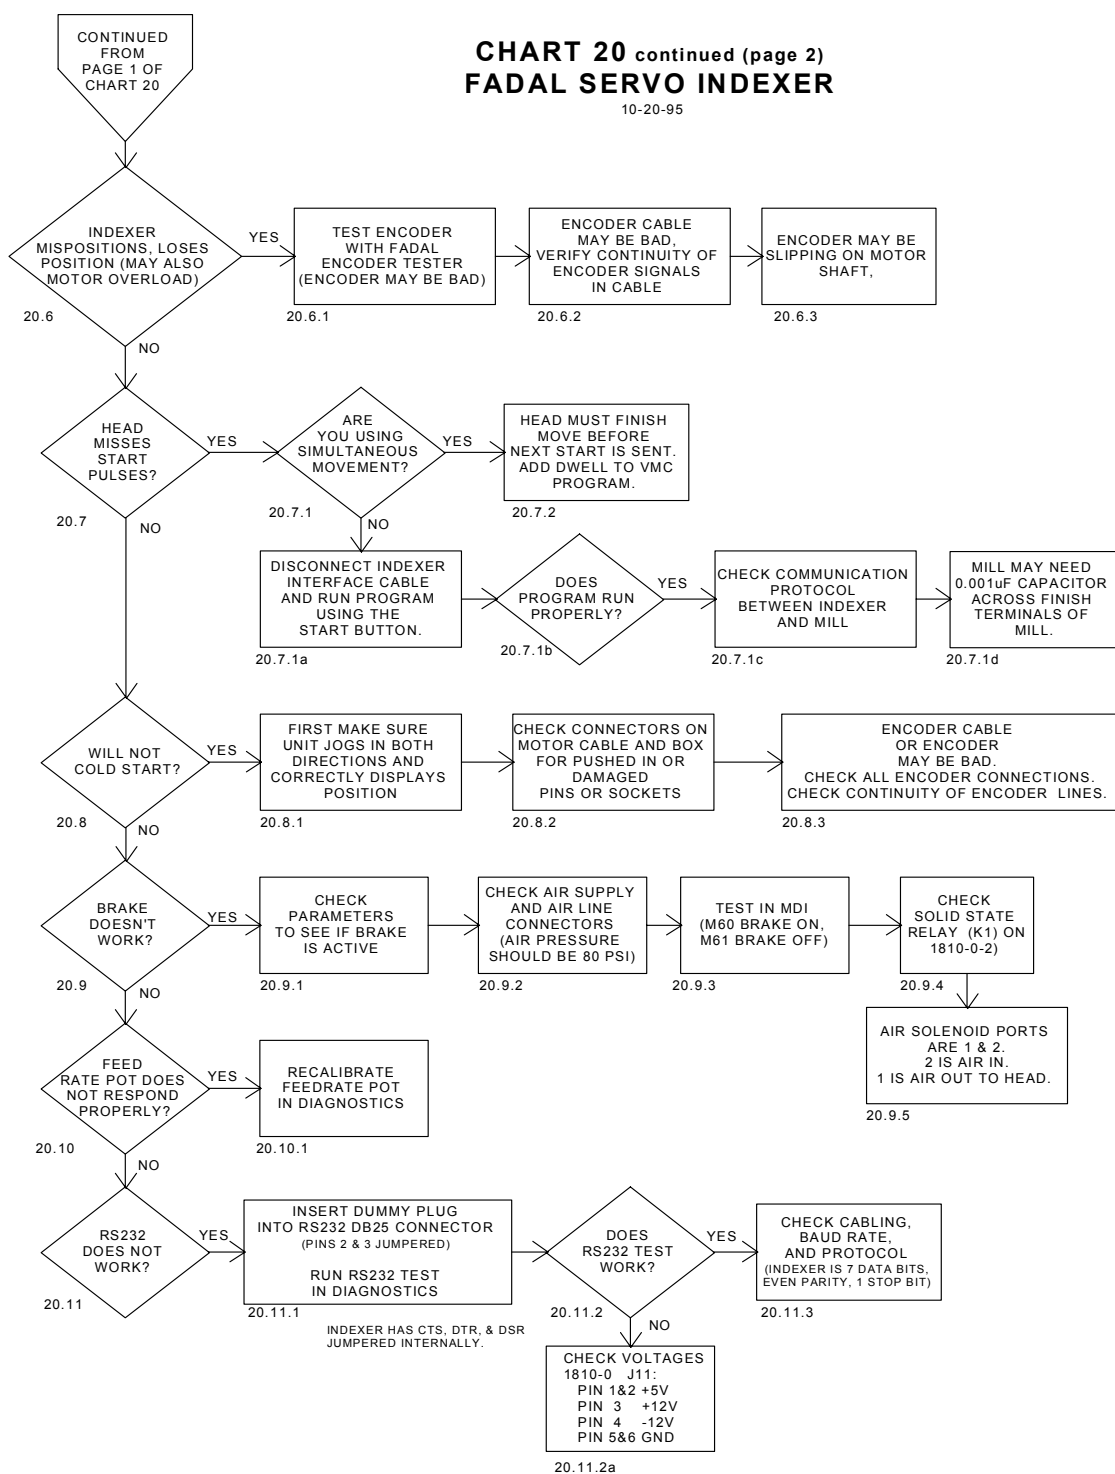 CONTINUED
FROM
PAGE 1 OF
CHART 20
CHART 20 continued (page 2)
FADAL SERVO INDEXER
10-20-95
INDEXER
MISPOSITIONS, LOSES
POSITION (MAY ALSO
MOTOR OVERLOAD)
20.6
YES
NO
TEST ENCODER
WITH FADAL
ENCODER TESTER
(ENCODER MAY BE BAD)
20.6.1
ENCODER CABLE
MAY BE BAD,
VERIFY CONTINUITY OF
ENCODER SIGNALS
IN CABLE
20.6.2
ENCODER MAY BE
SLIPPING ON MOTOR
SHAFT,
20.6.3
HEAD
MISSES
START
PULSES?
20.7
YES
NO
ARE
YOU USING
SIMULTANEOUS
MOVEMENT?
20.7.1
YES
NO
HEAD MUST FINISH
MOVE BEFORE
NEXT START IS SENT.
ADD DWELL TO VMC
PROGRAM.
20.7.2
DISCONNECT INDEXER
INTERFACE CABLE
AND RUN PROGRAM
USING THE
START BUTTON.
20.7.1a
DOES
PROGRAM RUN
PROPERLY?
20.7.1b
YES
CHECK COMMUNICATION
PROTOCOL
BETWEEN INDEXER
AND MILL
20.7.1c
MILL MAY NEED
0.001uF CAPACITOR
ACROSS FINISH
TERMINALS OF
MILL.
20.7.1d
WILL NOT
COLD START?
20.8
YES
NO
FIRST MAKE SURE
UNIT JOGS IN BOTH
DIRECTIONS AND
CORRECTLY DISPLAYS
POSITION
20.8.1
CHECK CONNECTORS ON
MOTOR CABLE AND BOX
FOR PUSHED IN OR
DAMAGED
PINS OR SOCKETS
20.8.2
ENCODER CABLE
OR ENCODER
MAY BE BAD.
CHECK ALL ENCODER CONNECTIONS.
CHECK CONTINUITY OF ENCODER LINES.
20.8.3
BRAKE
DOESN'T
WORK?
20.9
YES
NO
CHECK
PARAMETERS
TO SEE IF BRAKE
IS ACTIVE
20.9.1
CHECK AIR SUPPLY
AND AIR LINE
CONNECTORS
(AIR PRESSURE
SHOULD BE 80 PSI)
20.9.2
TEST IN MDI
(M60 BRAKE ON,
M61 BRAKE OFF)
20.9.3
CHECK
SOLID STATE
RELAY (K1) ON
1810-0-2)
20.9.4
AIR SOLENOID PORTS
ARE 1 & 2.
2 IS AIR IN.
1 IS AIR OUT TO HEAD.
20.9.5
FEED
RATE POT DOES
NOT RESPOND
PROPERLY?
20.10
YES
NO
RECALIBRATE
FEEDRATE POT
IN DIAGNOSTICS
20.10.1
RS232
DOES NOT
WORK?
20.11
YES
INSERT DUMMY PLUG
INTO RS232 DB25 CONNECTOR
(PINS 2 & 3 JUMPERED)
RUN RS232 TEST
IN DIAGNOSTICS
20.11.1
INDEXER HAS CTS, DTR, & DSR
JUMPERED INTERNALLY.
DOES
RS232 TEST
WORK?
20.11.2
YES
NO
CHECK CABLING,
BAUD RATE,
AND PROTOCOL
(INDEXER IS 7 DATA BITS,
EVEN PARITY, 1 STOP BIT)
20.11.3
CHECK VOLTAGES
1810-0 J11:
PIN 1&2 +5V
PIN 3 +12V
PIN 4 -12V
PIN 5&6 GND
20.11.2a